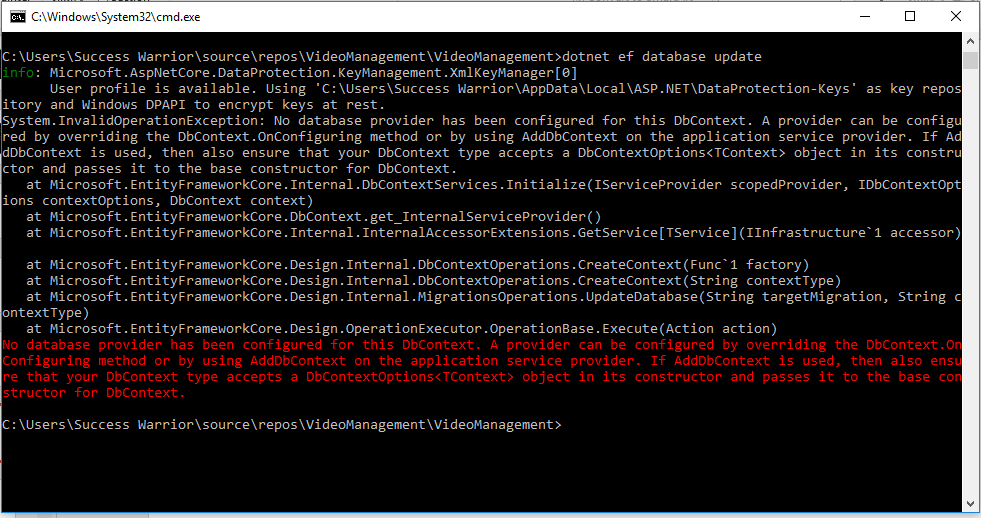 C:\Windows\System32\cmd.exe
C:\Users\Success Warrior\source\repos\VideoManagement\VideoManagement>dotnet ef database update
info: Microsoft.AspNetCore.DataProtection.KeyManagement.XmlKeyManager[0]
User profile is available. Using 'C:\Users\Success Warrior\AppData\Local\ASP.NET\DataProtection-Keys' as key repos
itory and Windows DPAPI to encrypt keys at rest.
System.InvalidOperationException: No database provider has been configured for this DbContext. A provider can be configu
red by overriding the DbContext.OnConfiguring method or by using AddDbContext on the application service provider. If Ad
dDbContext is used, then also ensure that your DbContext type accepts a DbContextOptions<TContext> object in its constru
ctor and passes it to the base constructor for DbContext.
at Microsoft.EntityFrameworkCore.Internal.DbContextServices.Initialize(IServiceProvider scopedProvider, IDbContextOpt
ions contextOptions, DbContext context)
at Microsoft.EntityFrameworkCore.DbContext.get_InternalServiceProvider()
at Microsoft.EntityFrameworkCore.Internal.InternalAccessorExtensions.GetService[TService](IInfrastructure`1 accessor)
at Microsoft.EntityFrameworkCore.Design.Internal.DbContextOperations.CreateContext(Func`1 factory)
at Microsoft.EntityFrameworkCore.Design.Internal.DbContextOperations.CreateContext(String contextType)
at Microsoft.EntityFrameworkCore.Design.Internal.MigrationsOperations.UpdateDatabase(String targetMigration, String c
ontextType)
at Microsoft.EntityFrameworkCore.Design.OperationExecutor.OperationBase.Execute(Action action)
No database provider has been configured for this DbContext. A provider can be configured by overriding the DbContext.On
Configuring method or by using AddDbContext on the application service provider. If AddDbContext is used, then also ensu
re that your DbContext type accepts a DbContextOptions<TContext> object in its constructor and passes it to the base con
structor for DbContext.
C:\Users\Success Warrior\source\repos\VideoManagement\VideoManagement>